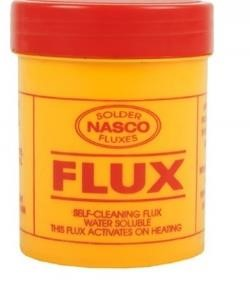 SOLDER
NASCO
FLUXES
FLUX
SELF-CLEANING FLUX
WATER SOLUBLE
THIS FLUX ACTIVATES ON HEATING